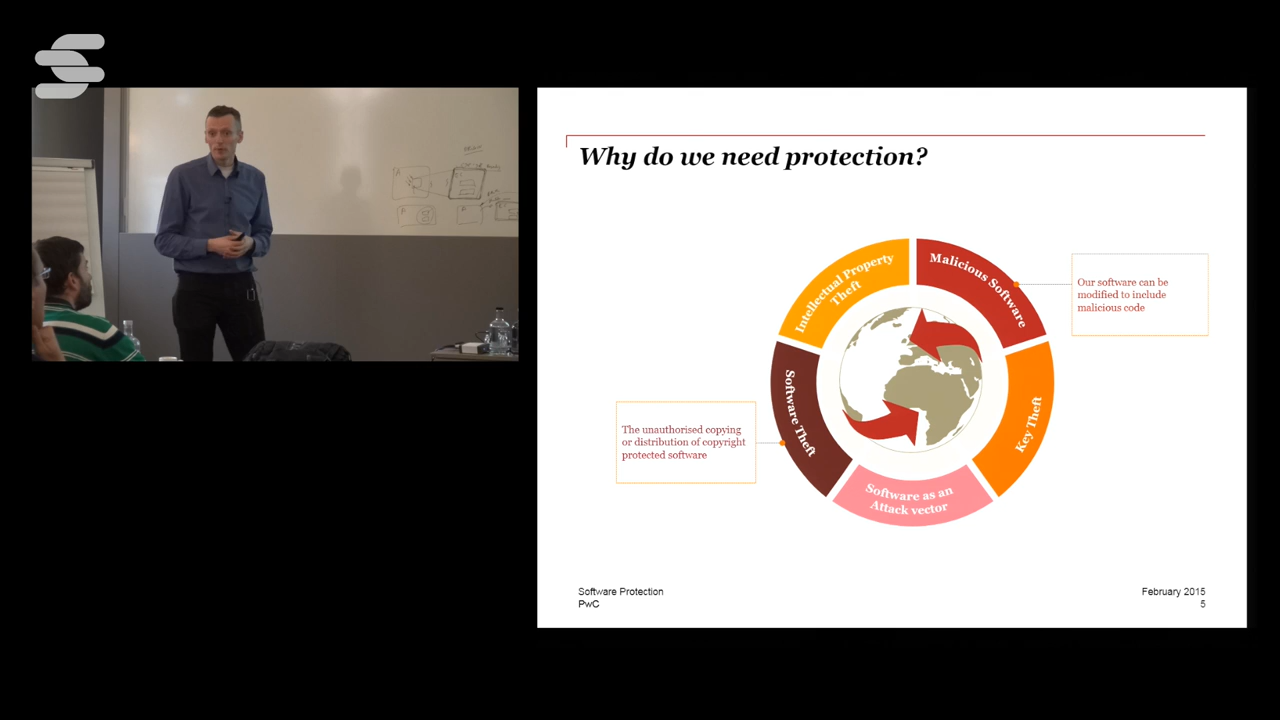 Why do we need protection?
Intellectual Property
Theft
Malicious Software
Our software can be
modified to include
malicious code
Software Theft
The unauthorised copying
or distribution of copyright
protected software
Key Theft
Software as an
Attack vector
Software Protection
PwC
February 2015
5